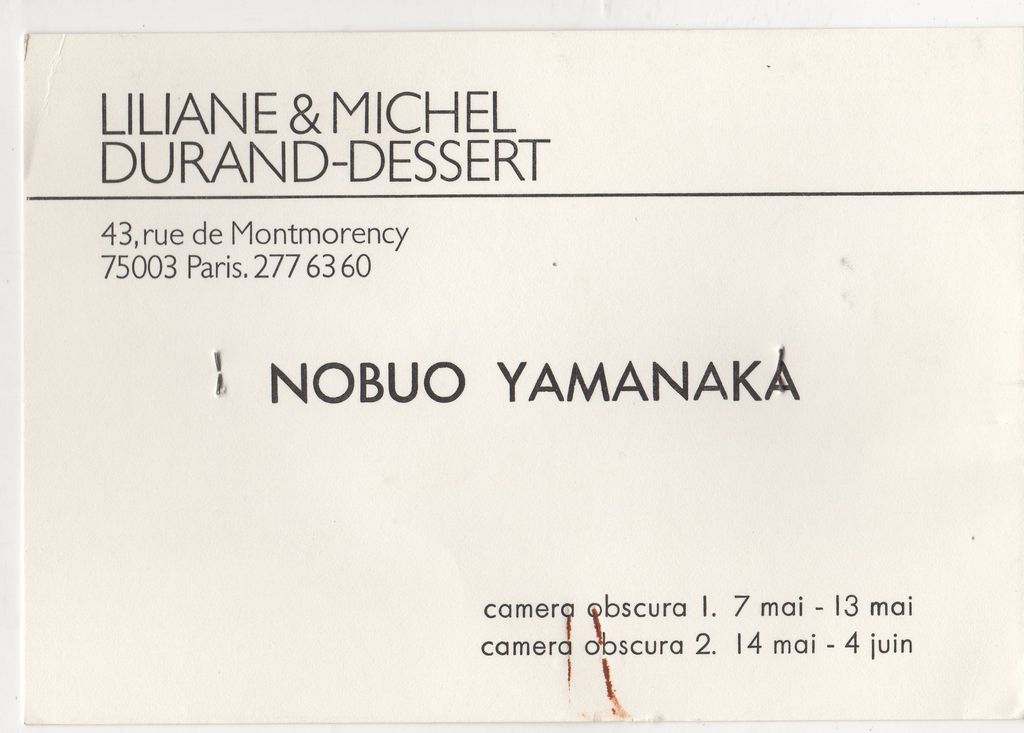 LILIANE & MICHEL
DURAND-DESSERT
43, rue de Montmorency
75003 Paris. 277 63 60
NOBUO YAMANAKA
camera obscura 1. 7 mai - 13 mai
camera obscura 2. 14 mai - 4 juin